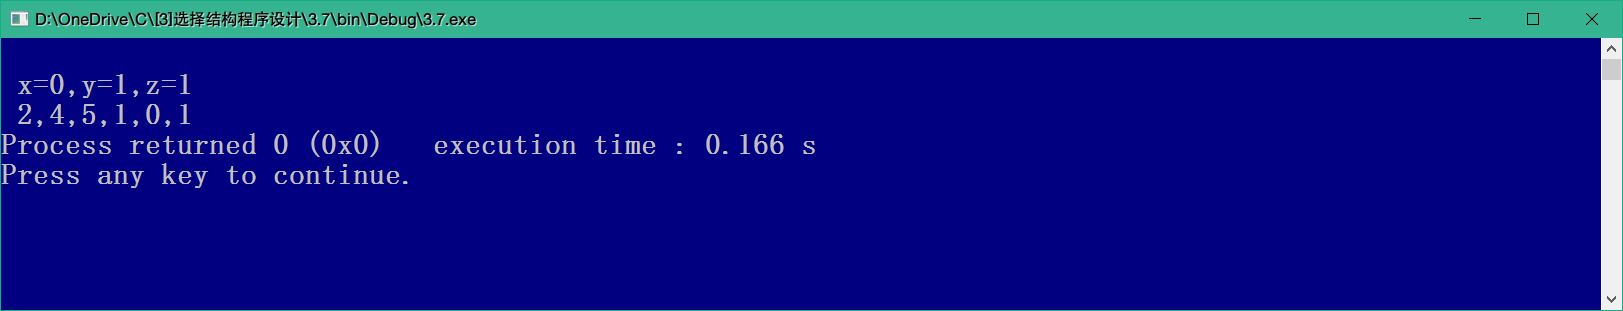 D:\OneDrive\C\[3]选择结构程序设计\3.7\bin\Debug\3.7.exe
x=0,y=1,z=1
2,4,5,1,0,1
Process returned 0 (0x0)   execution time : 0.166 s
Press any key to continue.